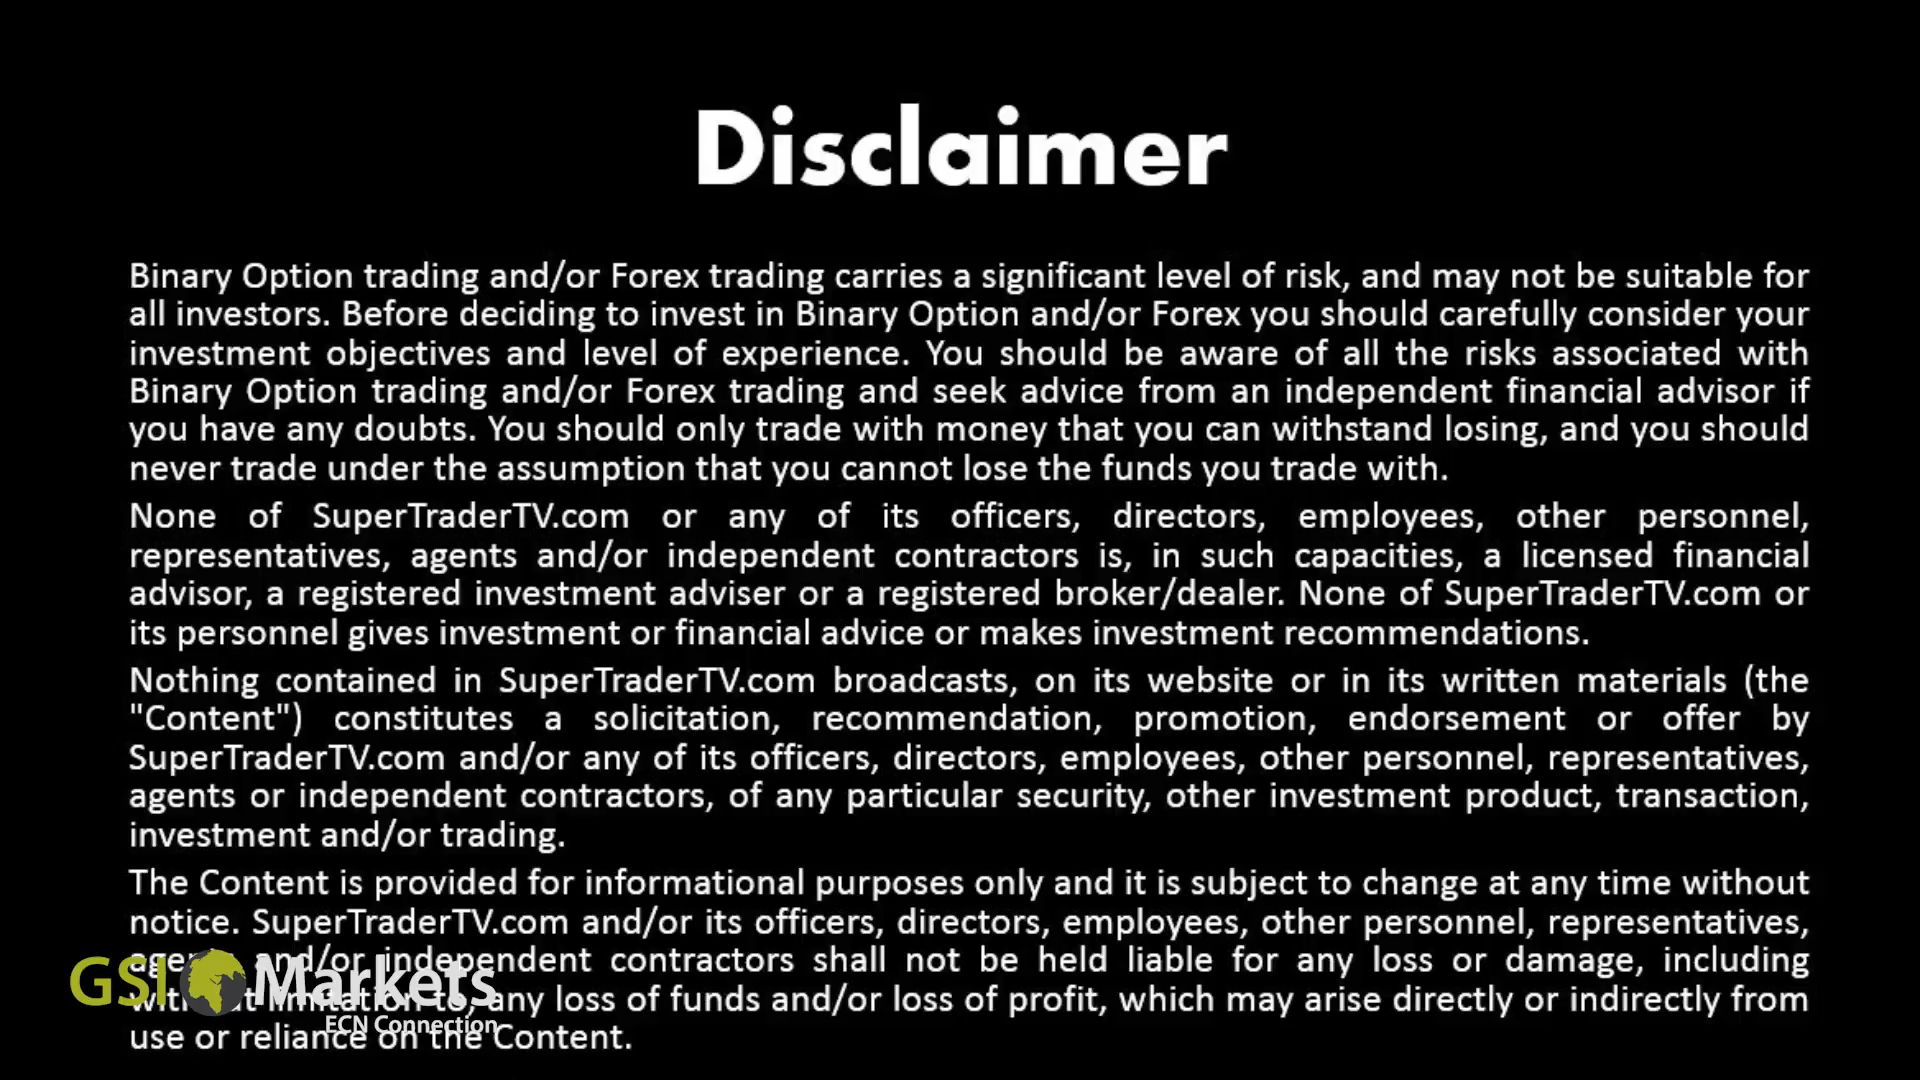 Disclaimer
Binary Option trading and/or Forex trading carries a significant level of risk, and may not be suitable for
all investors. Before deciding to invest in Binary Option and/or Forex you should carefully consider your
investment objectives and level of experience. You should be aware of all the risks associated with
Binary Option trading and/or Forex trading and seek advice from an independent financial advisor if
you have any doubts. You should only trade with money that you can withstand losing, and you should
never trade under the assumption that you cannot lose the funds you trade with.
None of SuperTraderTV.com or any of its officers, directors, employees, other personnel,
representatives, agents and/or independent contractors is, in such capacities, a licensed financial
advisor, a registered investment adviser or a registered broker/dealer. None of SuperTraderTV.com or
its personnel gives investment or financial advice or makes investment recommendations.
Nothing contained in SuperTraderTV.com broadcasts, on its website or in its written materials (the
"Content") constitutes a solicitation, recommendation, promotion, endorsement or offer by
SuperTraderTV.com and/or any of its officers, directors, employees, other personnel, representatives,
agents or independent contractors, of any particular security, other investment product, transaction,
investment and/or trading.
The Content is provided for informational purposes only and it is subject to change at any time without
notice. SuperTraderTV.com and/or its officers, directors, employees, other personnel, representatives,
agents and/or independent contractors shall not be held liable for any loss or damage, including
without limitation to, any loss of funds and/or loss of profit, which may arise directly or indirectly from
use or reliance on the Content.
GSI Markets
ECN Connection